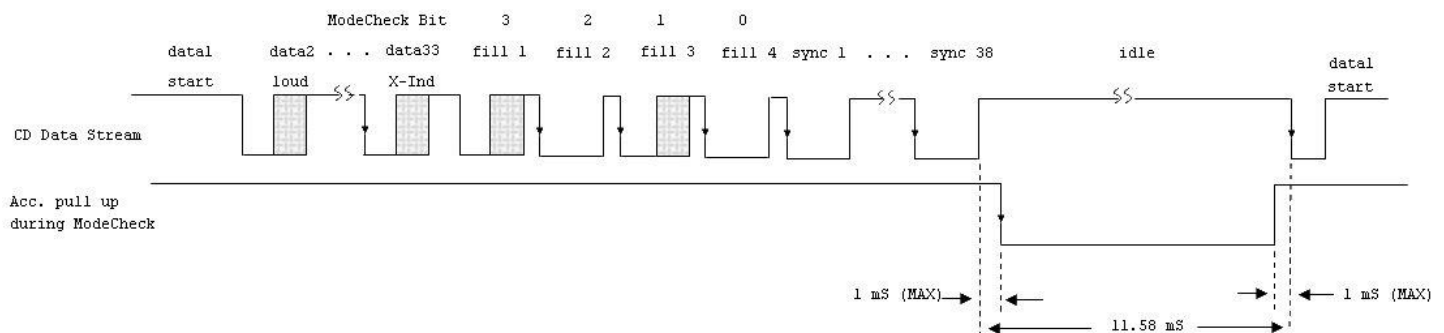 ModeCheck Bit 3 2 1 0
data1 data2 . . . data33 fill 1 fill 2 fill 3 fill 4 sync 1 . . . sync 38 idle
data1
start loud X-Ind
start
CD Data Stream
Acc. pull up
during ModeCheck
1 mS (MAX) 1 mS (MAX)
11.58 mS